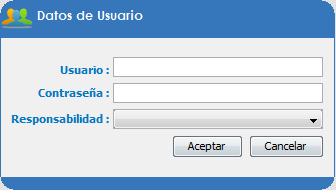 Datos de Usuario
Usuario :
Contraseña :
Responsabilidad :
Aceptar Cancelar